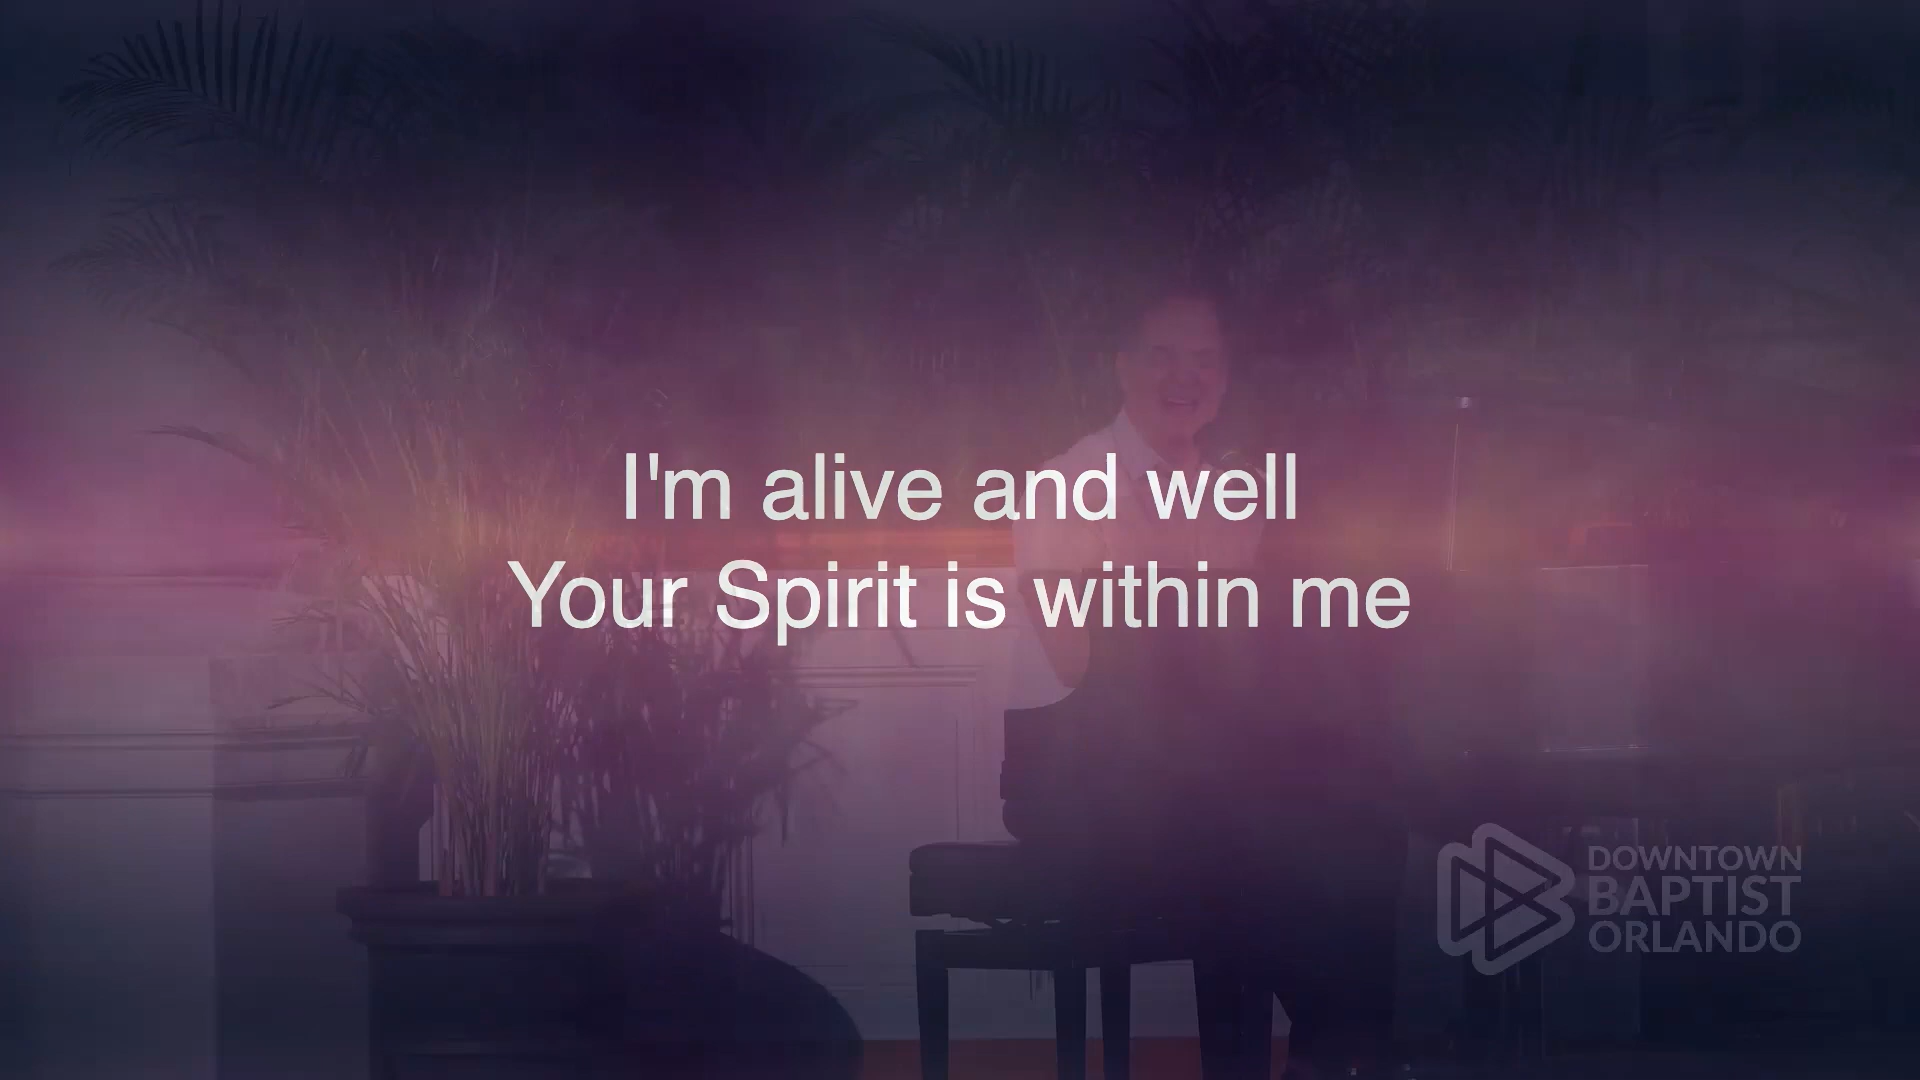 I'm alive and well
Your Spirit is within me
DOWNTOWN
BAPTIST
ORLANDO